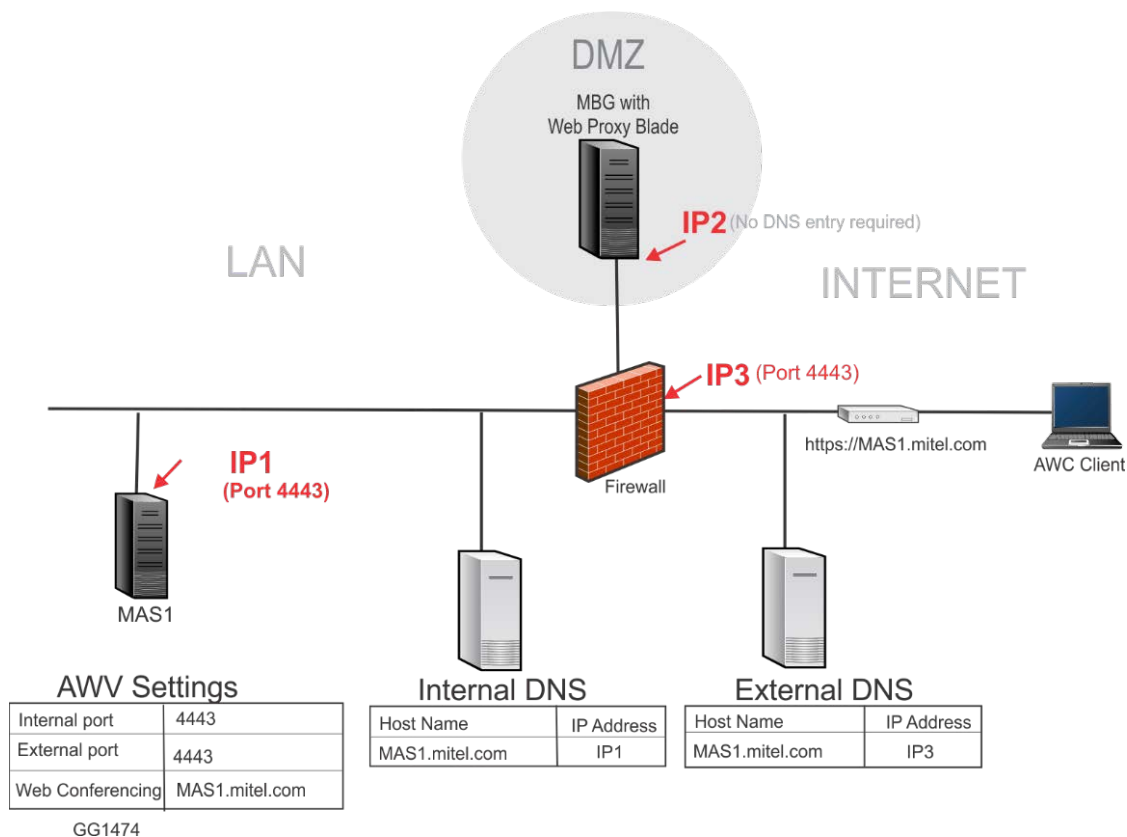 DMZ
MBG with
Web Proxy Blade
IP2 (No DNS entry required)
LAN
INTERNET
IP3 (Port 4443)
https://MAS1.mitel.com
AWC Client
IP1
(Port 4443)
Firewall
MAS1
AWV Settings
Internal port 4443
External port 4443
Web Conferencing MAS1.mitel.com
Internal DNS
Host Name IP Address
MAS1.mitel.com IP1
External DNS
Host Name IP Address
MAS1.mitel.com IP3
GG1474